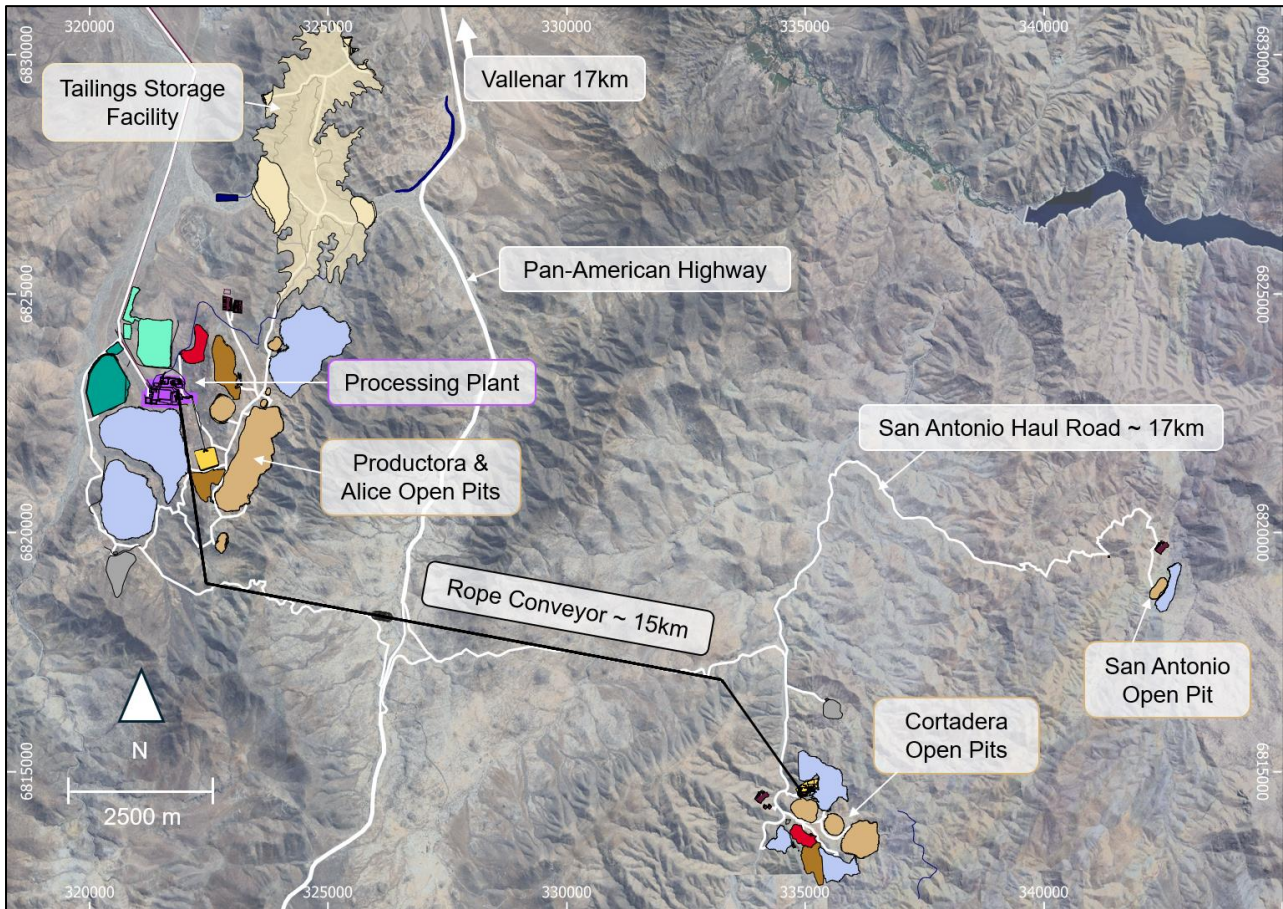 320000
325000
330000
335000
340000
6830000
6830000
Vallenar 17km
Tailings Storage
Facility
Pan-American Highway
6825000
6825000
Processing Plant
San Antonio Haul Road ~ 17km
Productora &
Alice Open Pits
6820000
6820000
Rope Conveyor ~ 15km
San Antonio
Open Pit
Cortadera
Open Pits
N
6815000
6815000
2500 m
320000
325000
330000
335000
340000